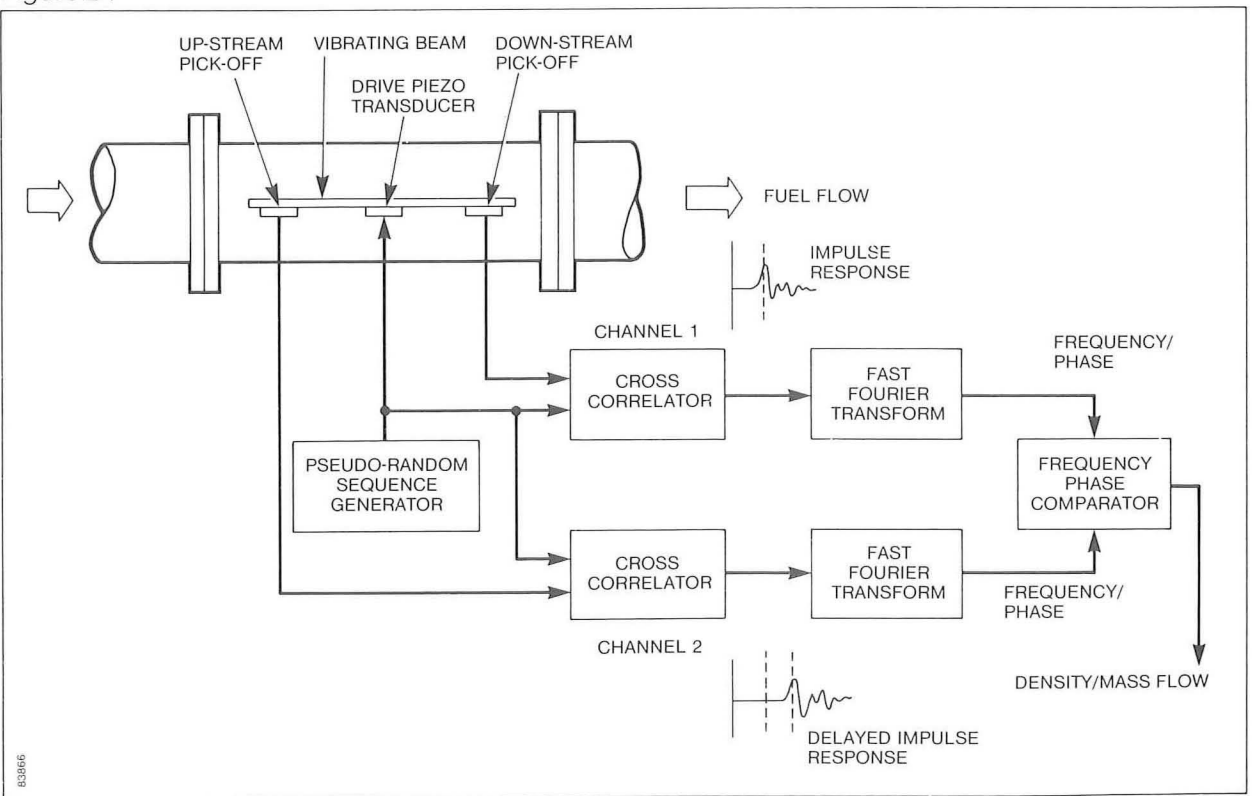 UP-STREAM
PICK-OFF
VIBRATING BEAM
DRIVE PIEZO
TRANSDUCER
DOWN-STREAM
PICK-OFF
FUEL FLOW
IMPULSE
RESPONSE
CHANNEL 1
CROSS
CORRELATOR
FAST
FOURIER
TRANSFORM
FREQUENCY/
PHASE
PSEUDO-RANDOM
SEQUENCE
GENERATOR
FREQUENCY
PHASE
COMPARATOR
CROSS
CORRELATOR
FAST
FOURIER
TRANSFORM
FREQUENCY/
PHASE
CHANNEL 2
DENSITY/MASS FLOW
DELAYED IMPULSE
RESPONSE
83866